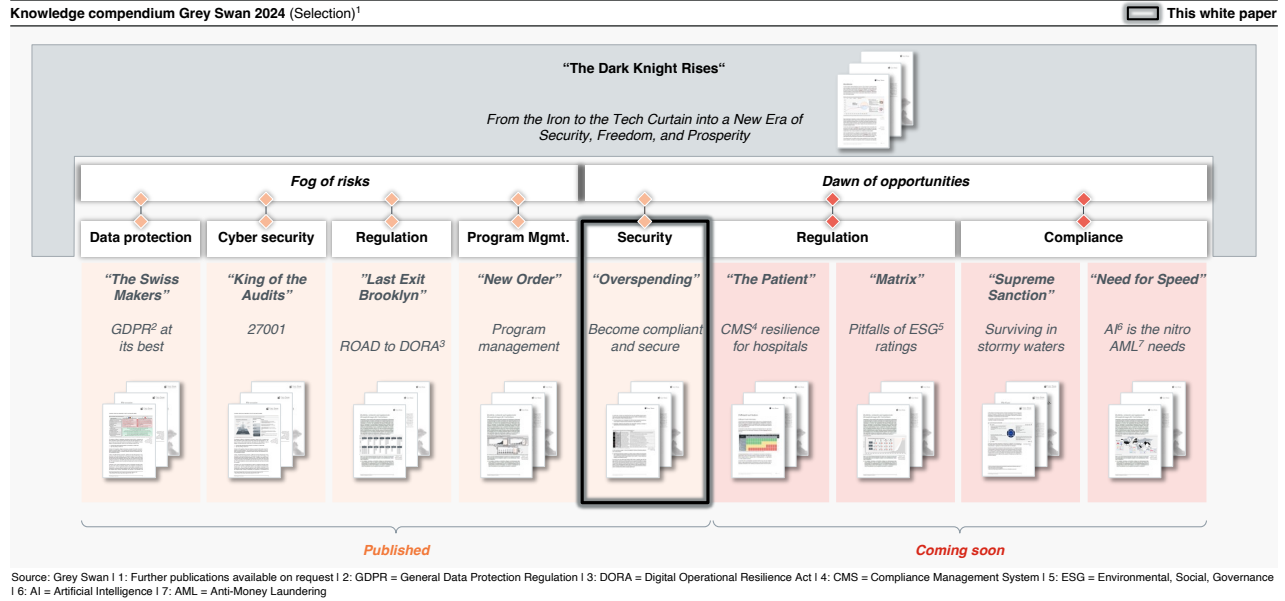 Knowledge compendium Grey Swan 2024 (Selection)¹
This white paper
“The Dark Knight Rises“
From the Iron to the Tech Curtain into a New Era of
Security, Freedom, and Prosperity
Fog of risks
Dawn of opportunities
Data protection
Cyber security
Regulation
Program Mgmt.
Security
Regulation
Compliance
“The Swiss
Makers”
GDPR² at
its best
“King of the
Audits”
27001
”Last Exit
Brooklyn”
ROAD to DORA³
“New Order”
Program
management
“Overspending”
Become compliant
and secure
“The Patient”
CMS⁴ resilience
for hospitals
“Matrix”
Pitfalls of ESG⁵
ratings
“Supreme
Sanction”
Surviving in
stormy waters
“Need for Speed”
AI⁶ is the nitro
AML⁷ needs
Published
Coming soon
Source: Grey Swan I 1: Further publications available on request I 2: GDPR = General Data Protection Regulation I 3: DORA = Digital Operational Resilience Act I 4: CMS = Compliance Management System I 5: ESG = Environmental, Social, Governance
I 6: AI = Artificial Intelligence I 7: AML = Anti-Money Laundering